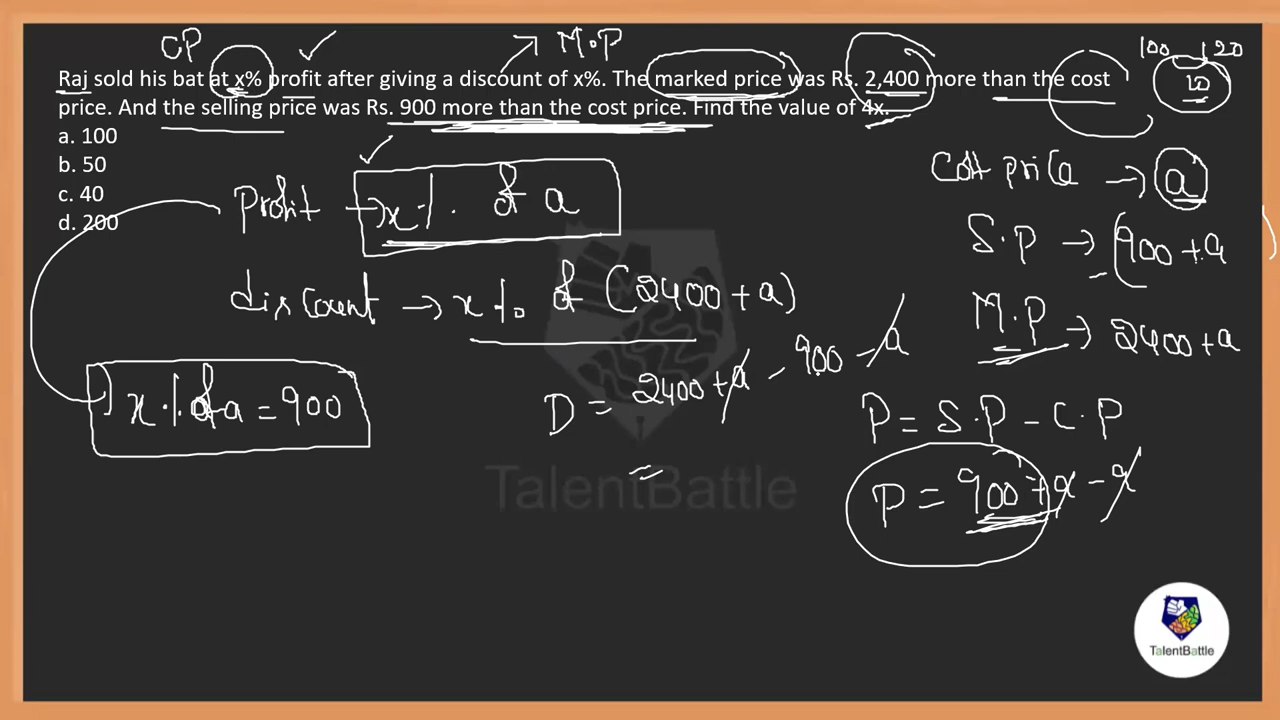 CP M.P 100 120
Raj sold his bat at x% profit after giving a discount of x%. The marked price was Rs. 2,400 more than the cost
price. And the selling price was Rs. 900 more than the cost price. Find the value of 4x.
a. 100
b. 50
c. 40
d. 200
Cost price → a
Profit → x%. of a
S.P → (900 + a
discount → x% of (2400 + a)
M.P → 2400 + a
D = 2400 + a - 900 - a
x.%.of a = 900
P = S.P - C.P
=
P = 900 + a - a
TalentBattle
TalentBattle